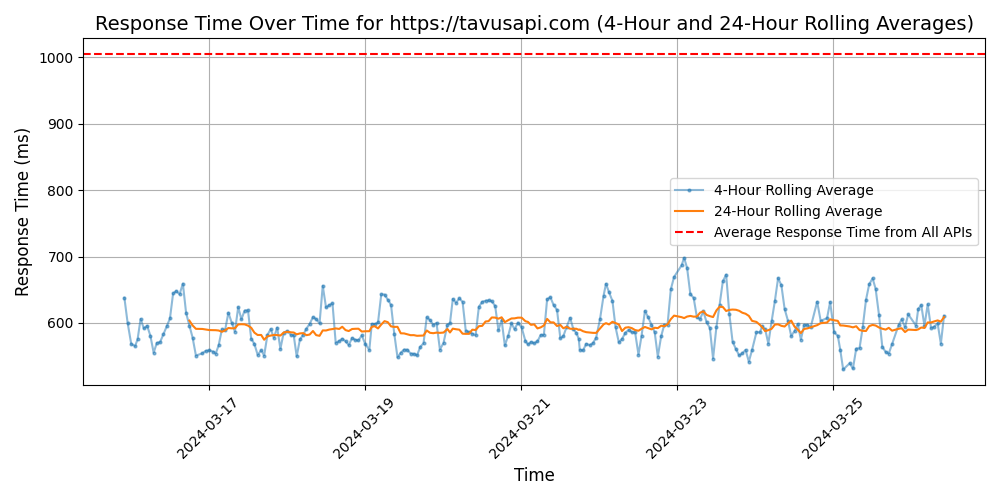 Response Time Over Time for https://tavusapi.com (4-Hour and 24-Hour Rolling Averages)
Response Time (ms)
1000
900
800
700
600
4-Hour Rolling Average
24-Hour Rolling Average
Average Response Time from All APIs
2024-03-17
2024-03-19
2024-03-21
2024-03-23
2024-03-25
Time